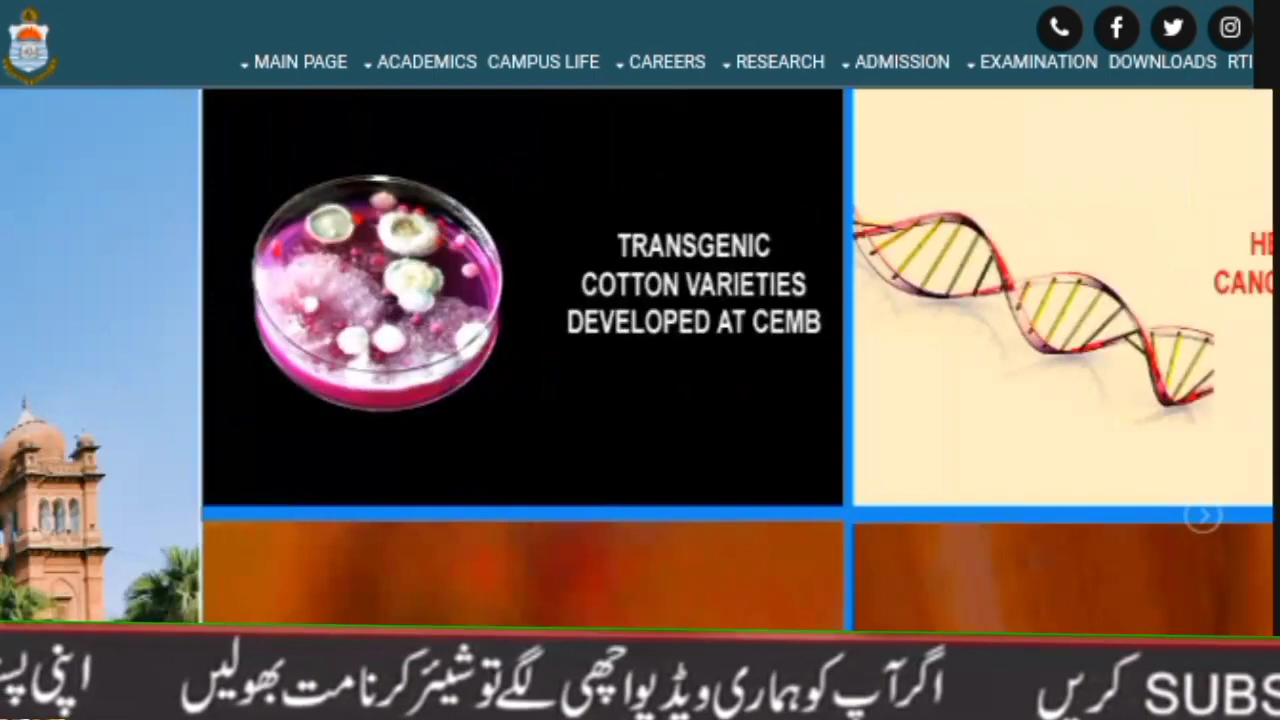 MAIN PAGE ACADEMICS CAMPUS LIFE CAREERS RESEARCH ADMISSION EXAMINATION DOWNLOADS RTI
TRANSGENIC
COTTON VARIETIES
DEVELOPED AT CEMB
کریں اگر آپ کو ہماری ویڈیو اچھی لگے تو شیئر کرنا مت بھولیں اپنی